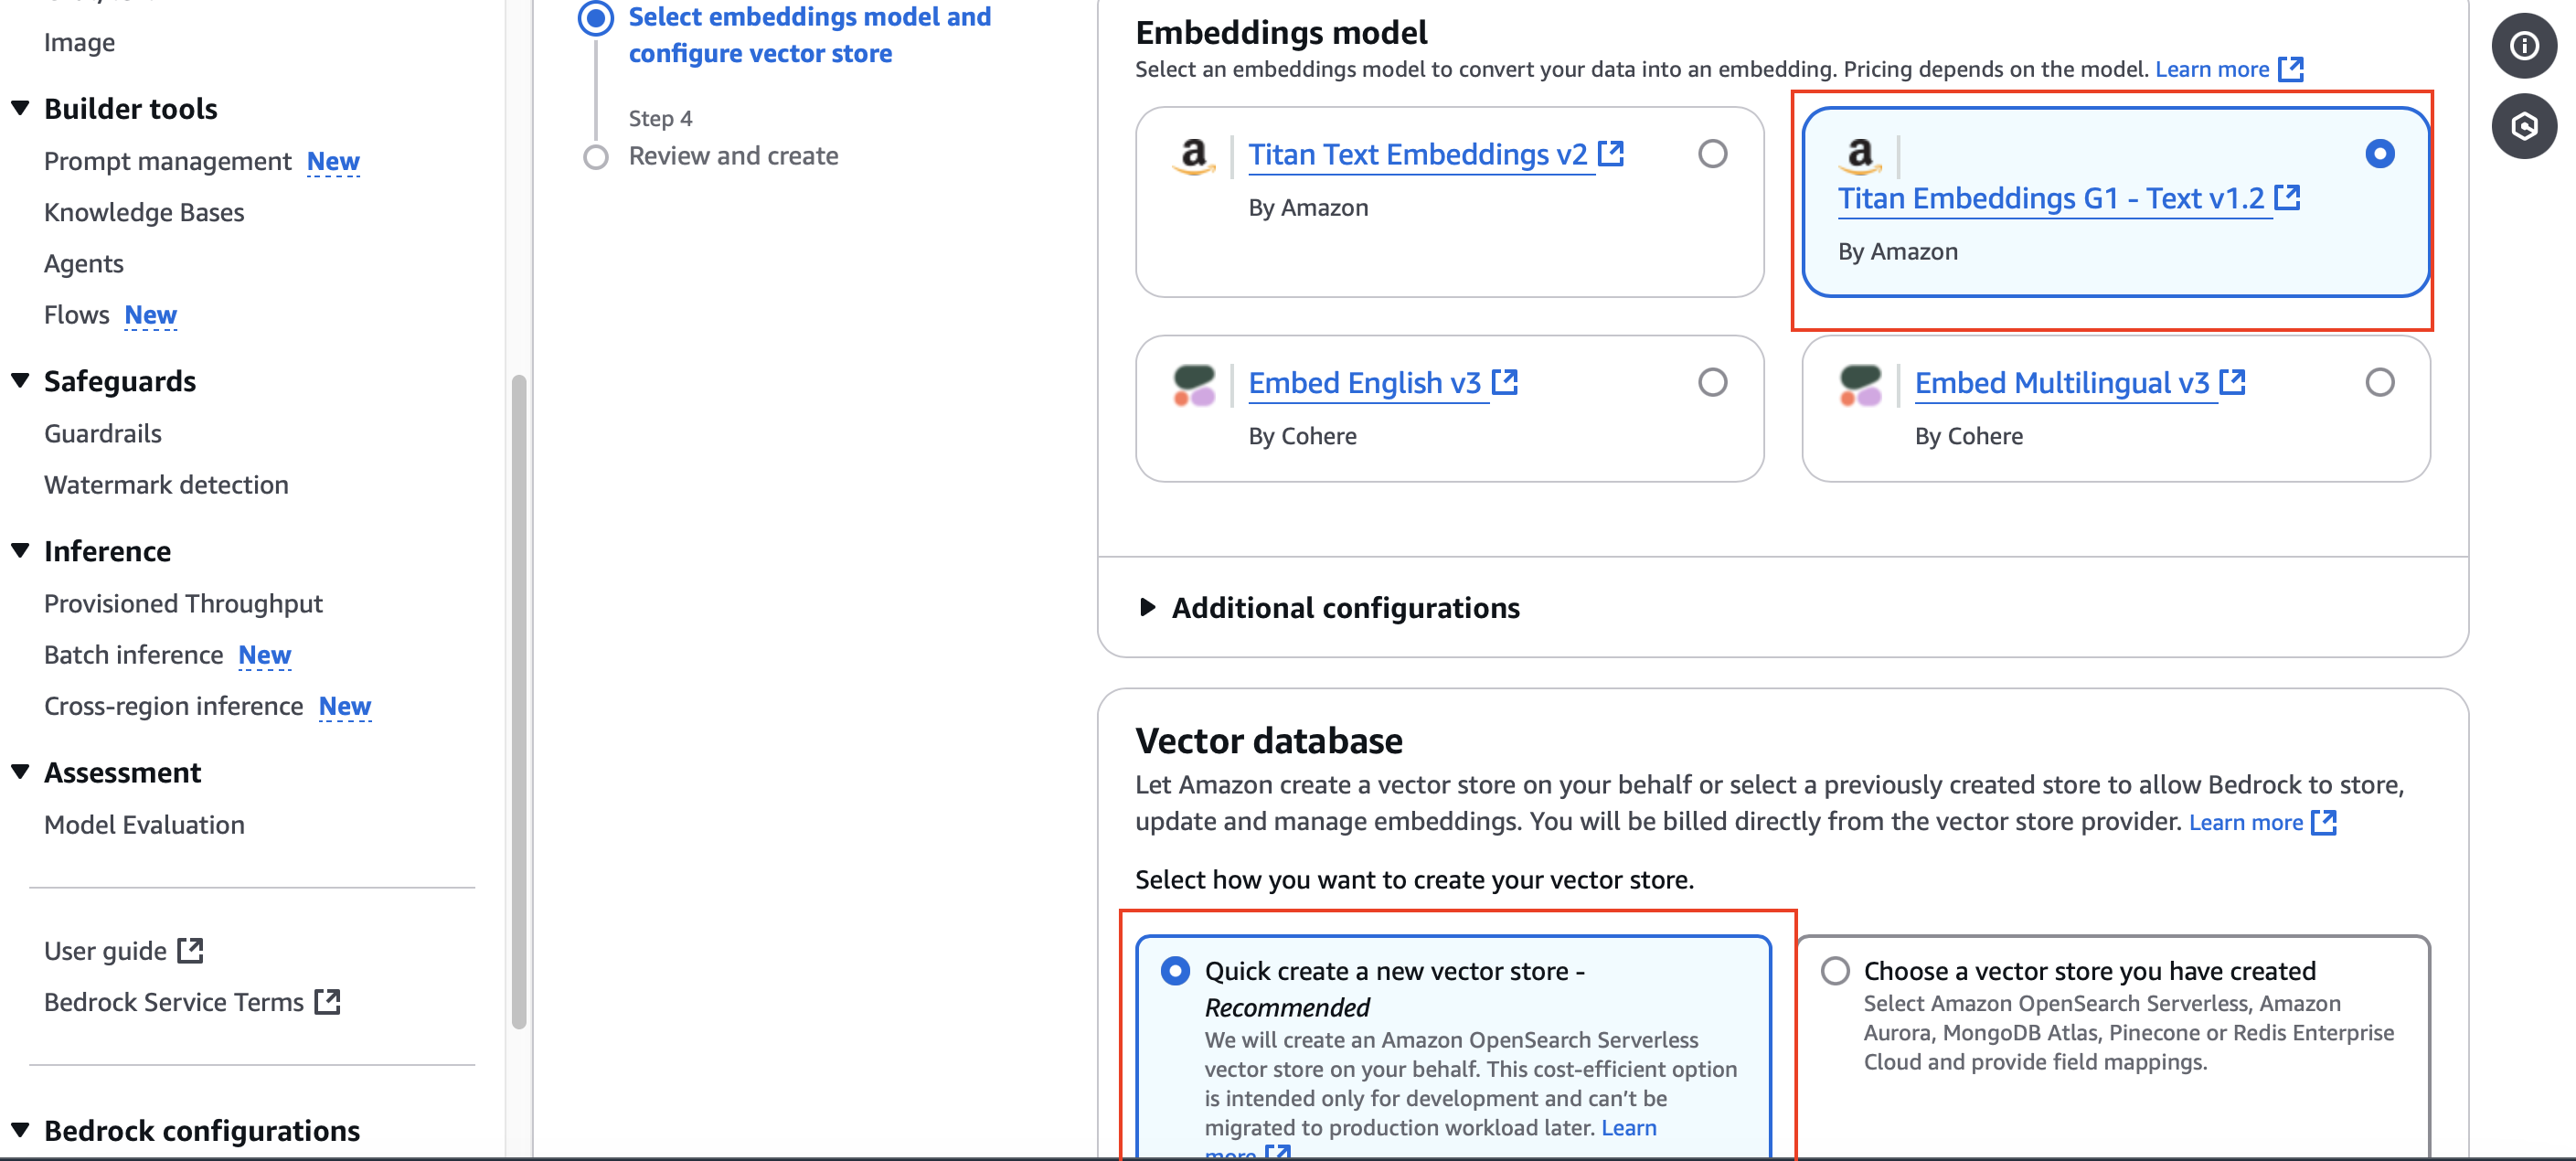 Image
Builder tools
Prompt management New
Knowledge Bases
Agents
Flows New
Safeguards
Guardrails
Watermark detection
Inference
Provisioned Throughput
Batch inference New
Cross-region inference New
Assessment
Model Evaluation
User guide
Bedrock Service Terms
Bedrock configurations
Select embeddings model and
configure vector store
Step 4
Review and create
Embeddings model
Select an embeddings model to convert your data into an embedding. Pricing depends on the model. Learn more
Titan Text Embeddings v2
By Amazon
Titan Embeddings G1 - Text v1.2
By Amazon
Embed English v3
By Cohere
Embed Multilingual v3
By Cohere
Additional configurations
Vector database
Let Amazon create a vector store on your behalf or select a previously created store to allow Bedrock to store,
update and manage embeddings. You will be billed directly from the vector store provider. Learn more
Select how you want to create your vector store.
Quick create a new vector store -
Recommended
We will create an Amazon OpenSearch Serverless
vector store on your behalf. This cost-efficient option
is intended only for development and can't be
migrated to production workload later. Learn
more
Choose a vector store you have created
Select Amazon OpenSearch Serverless, Amazon
Aurora, MongoDB Atlas, Pinecone or Redis Enterprise
Cloud and provide field mappings.